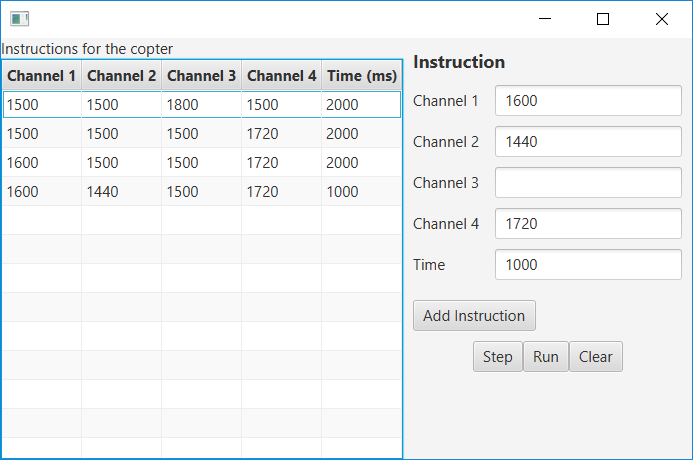 Instructions for the copter
Channel 1 Channel 2 Channel 3 Channel 4 Time (ms)
1500 1500 1800 1500 2000
1500 1500 1500 1720 2000
1600 1500 1500 1720 2000
1600 1440 1500 1720 1000
Instruction
Channel 1 1600
Channel 2 1440
Channel 3
Channel 4 1720
Time 1000
Add Instruction
Step Run Clear